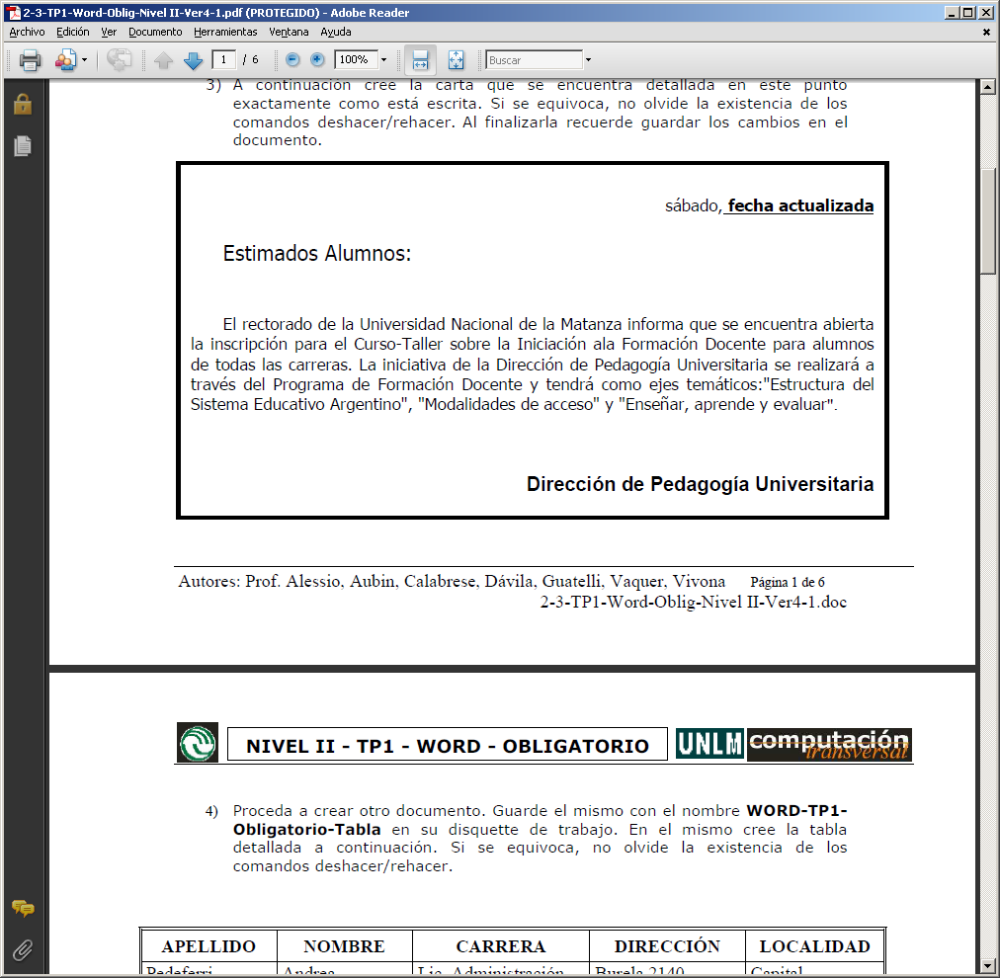 2-3-TP1-Word-Oblig-Nivel II-Ver4-1.pdf (PROTEGIDO) - Adobe Reader
Archivo Edición Ver Documento Herramientas Ventana Ayuda
1 / 6 100% Buscar
3) A continuación cree la carta que se encuentra detallada en este punto
exactamente como está escrita. Si se equivoca, no olvide la existencia de los
comandos deshacer/rehacer. Al finalizarla recuerde guardar los cambios en el
documento.
sábado, fecha actualizada
Estimados Alumnos:
El rectorado de la Universidad Nacional de la Matanza informa que se encuentra abierta
la inscripción para el Curso-Taller sobre la Iniciación ala Formación Docente para alumnos
de todas las carreras. La iniciativa de la Dirección de Pedagogía Universitaria se realizará a
través del Programa de Formación Docente y tendrá como ejes temáticos:"Estructura del
Sistema Educativo Argentino", "Modalidades de acceso" y "Enseñar, aprende y evaluar".
Dirección de Pedagogía Universitaria
Autores: Prof. Alessio, Aubin, Calabrese, Dávila, Guatelli, Vaquer, Vivona Página 1 de 6
2-3-TP1-Word-Oblig-Nivel II-Ver4-1.doc
NIVEL II - TP1 - WORD - OBLIGATORIO UNLM computación
transversal
4) Proceda a crear otro documento. Guarde el mismo con el nombre WORD-TP1-
Obligatorio-Tabla en su disquette de trabajo. En el mismo cree la tabla
detallada a continuación. Si se equivoca, no olvide la existencia de los
comandos deshacer/rehacer.
APELLIDO NOMBRE CARRERA DIRECCIÓN LOCALIDAD
Pedeferri Andrea Lic. Administración Burela 2140 Capital